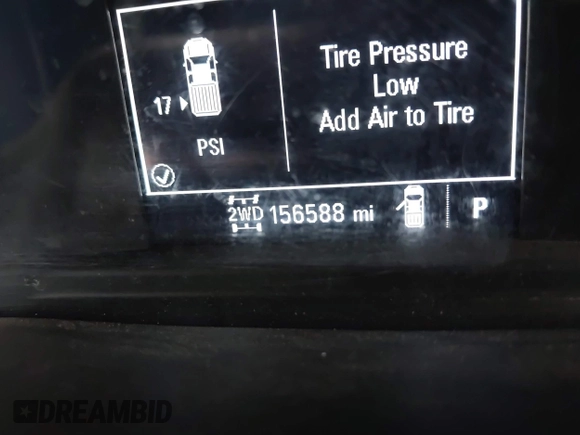 Tire Pressure
Low
Add Air to Tire
17
PSI
2WD 156588 mi P
DREAMBID